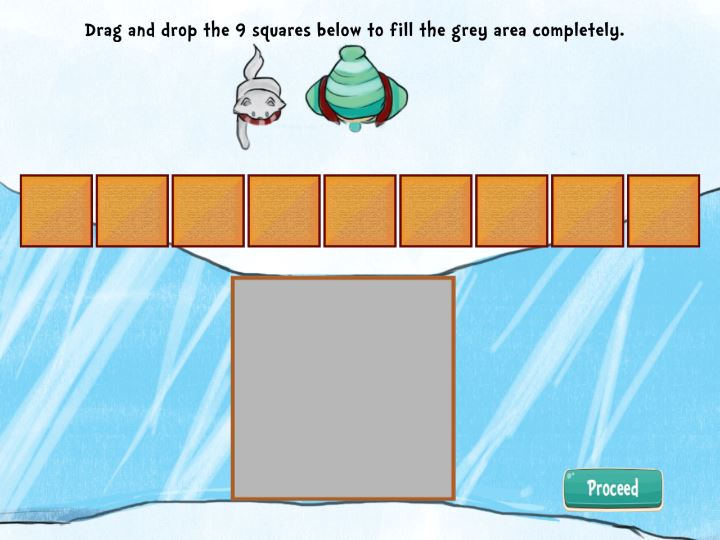 Drag and drop the 9 squares below to fill the grey area completely.
Proceed